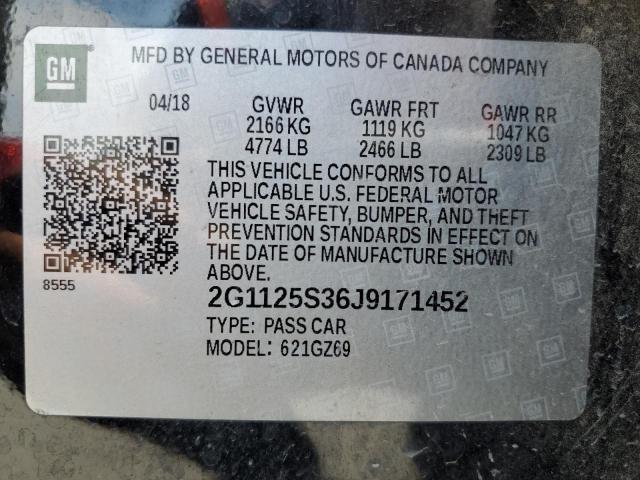 GM
MFD BY GENERAL MOTORS OF CANADA COMPANY
04/18 GVWR GAWR FRT GAWR RR
2166 KG 1119 KG 1047 KG
4774 LB 2466 LB 2309 LB
THIS VEHICLE CONFORMS TO ALL
APPLICABLE U.S. FEDERAL MOTOR
VEHICLE SAFETY, BUMPER, AND THEFT
PREVENTION STANDARDS IN EFFECT ON
THE DATE OF MANUFACTURE SHOWN
ABOVE.
8555
2G1125S36J9171452
TYPE: PASS CAR
MODEL: 621GZ69